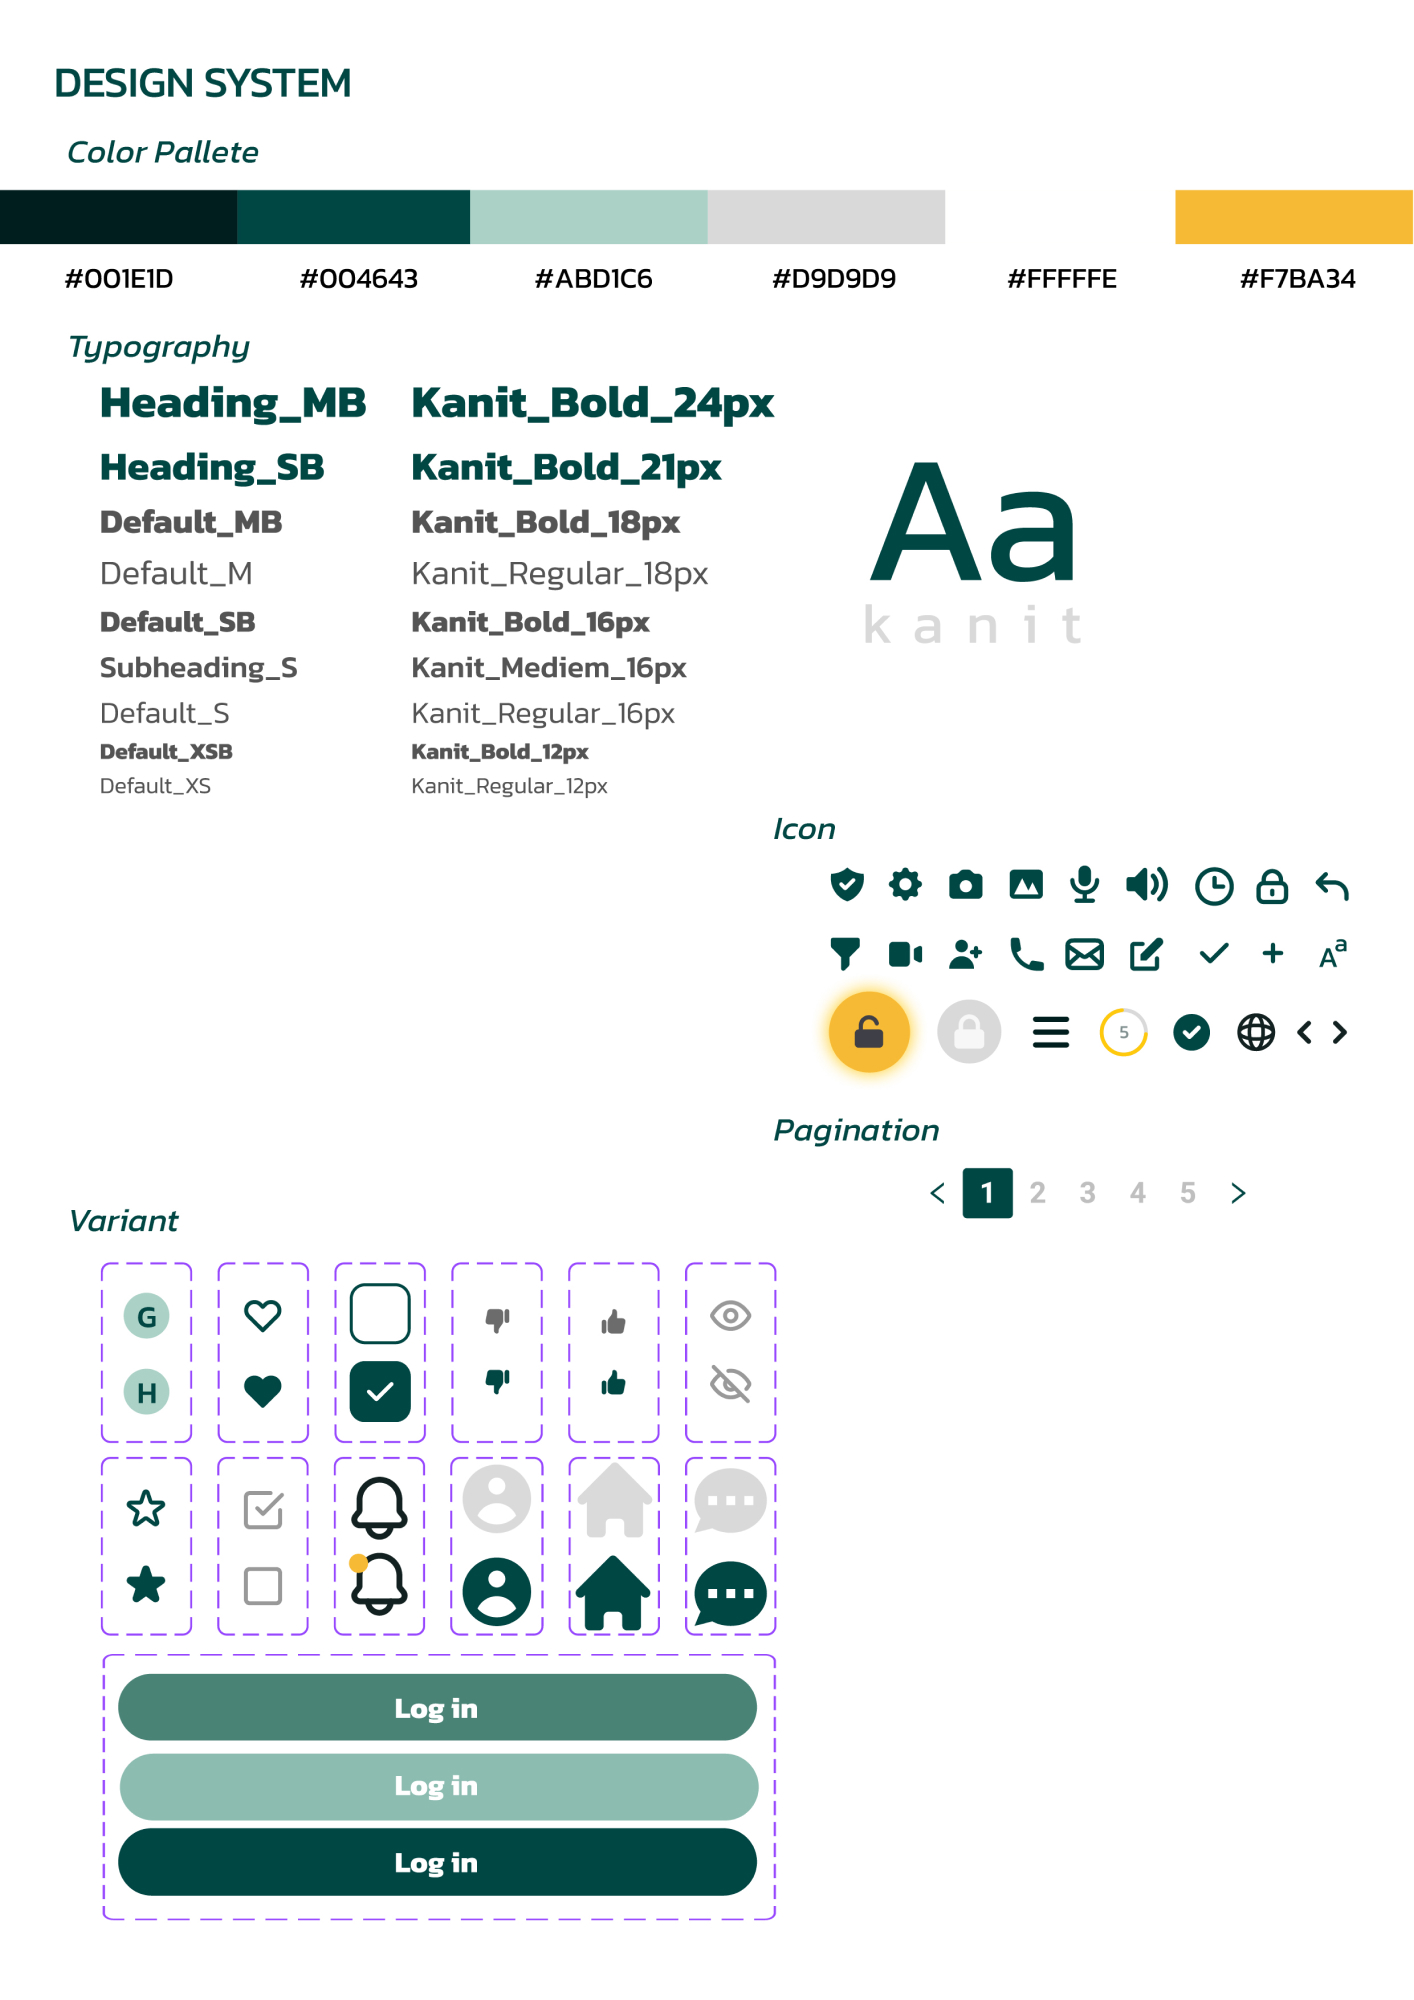 DESIGN SYSTEM
Color Pallete
#001E1D #004643 #ABD1C6 #D9D9D9 #FFFFFE #F7BA34
Typography
Heading_MB Kanit_Bold_24px
Heading_SB Kanit_Bold_21px
Default_MB Kanit_Bold_18px
Default_M Kanit_Regular_18px
Default_SB Kanit_Bold_16px
Subheading_S Kanit_Mediem_16px
Default_S Kanit_Regular_16px
Default_XSB Kanit_Bold_12px
Default_XS Kanit_Regular_12px
Aa
kanit
Icon
Aa
5
Pagination
< 1 2 3 4 5 >
Variant
G
H
Log in
Log in
Log in